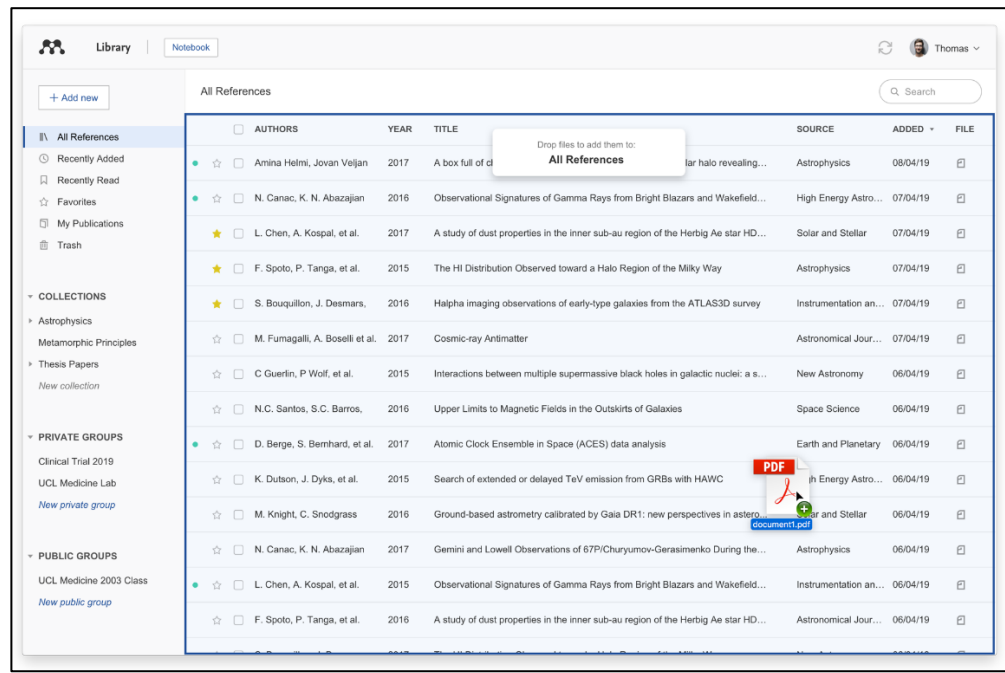 Library
Notebook
Thomas
+ Add new
All References
Search
All References
Recently Added
Recently Read
Favorites
My Publications
Trash
COLLECTIONS
Astrophysics
Metamorphic Principles
Thesis Papers
New collection
PRIVATE GROUPS
Clinical Trial 2019
UCL Medicine Lab
New private group
PUBLIC GROUPS
UCL Medicine 2003 Class
New public group
AUTHORS YEAR TITLE SOURCE ADDED FILE
Drop files to add them to:
All References
Amina Helmi, Jovan Veljan 2017 A box full of lar halo revealing... Astrophysics 08/04/19
N. Canac, K. N. Abazajian 2016 Observational Signatures of Gamma Rays from Bright Blazars and Wakefield... High Energy Astro... 07/04/19
L. Chen, A. Kospal, et al. 2017 A study of dust properties in the inner sub-au region of the Herbig Ae star HD... Solar and Stellar 07/04/19
F. Spoto, P. Tanga, et al. 2015 The HI Distribution Observed toward a Halo Region of the Milky Way Astrophysics 07/04/19
S. Bouquillon, J. Desmars, 2016 Halpha imaging observations of early-type galaxies from the ATLAS3D survey Instrumentation an... 07/04/19
M. Fumagalli, A. Boselli et al. 2017 Cosmic-ray Antimatter Astronomical Jour... 07/04/19
C Guerlin, P Wolf, et al. 2015 Interactions between multiple supermassive black holes in galactic nuclei: a s... New Astronomy 06/04/19
N.C. Santos, S.C. Barros, 2016 Upper Limits to Magnetic Fields in the Outskirts of Galaxies Space Science 06/04/19
D. Berge, S. Bernhard, et al. 2017 Atomic Clock Ensemble in Space (ACES) data analysis Earth and Planetary 06/04/19
K. Dutson, J. Dyks, et al. 2015 Search of extended or delayed TeV emission from GRBs with HAWC gh Energy Astro... 06/04/19
PDF
M. Knight, C. Snodgrass 2016 Ground-based astrometry calibrated by Gaia DR1: new perspectives in astero... ar and Stellar 06/04/19
document1.pdf
N. Canac, K. N. Abazajian 2017 Gemini and Lowell Observations of 67P/Churyumov-Gerasimenko During the... Astrophysics 06/04/19
L. Chen, A. Kospal, et al. 2015 Observational Signatures of Gamma Rays from Bright Blazars and Wakefield... Instrumentation an... 06/04/19
F. Spoto, P. Tanga, et al. 2016 A study of dust properties in the inner sub-au region of the Herbig Ae star HD... Astronomical Jour... 06/04/19